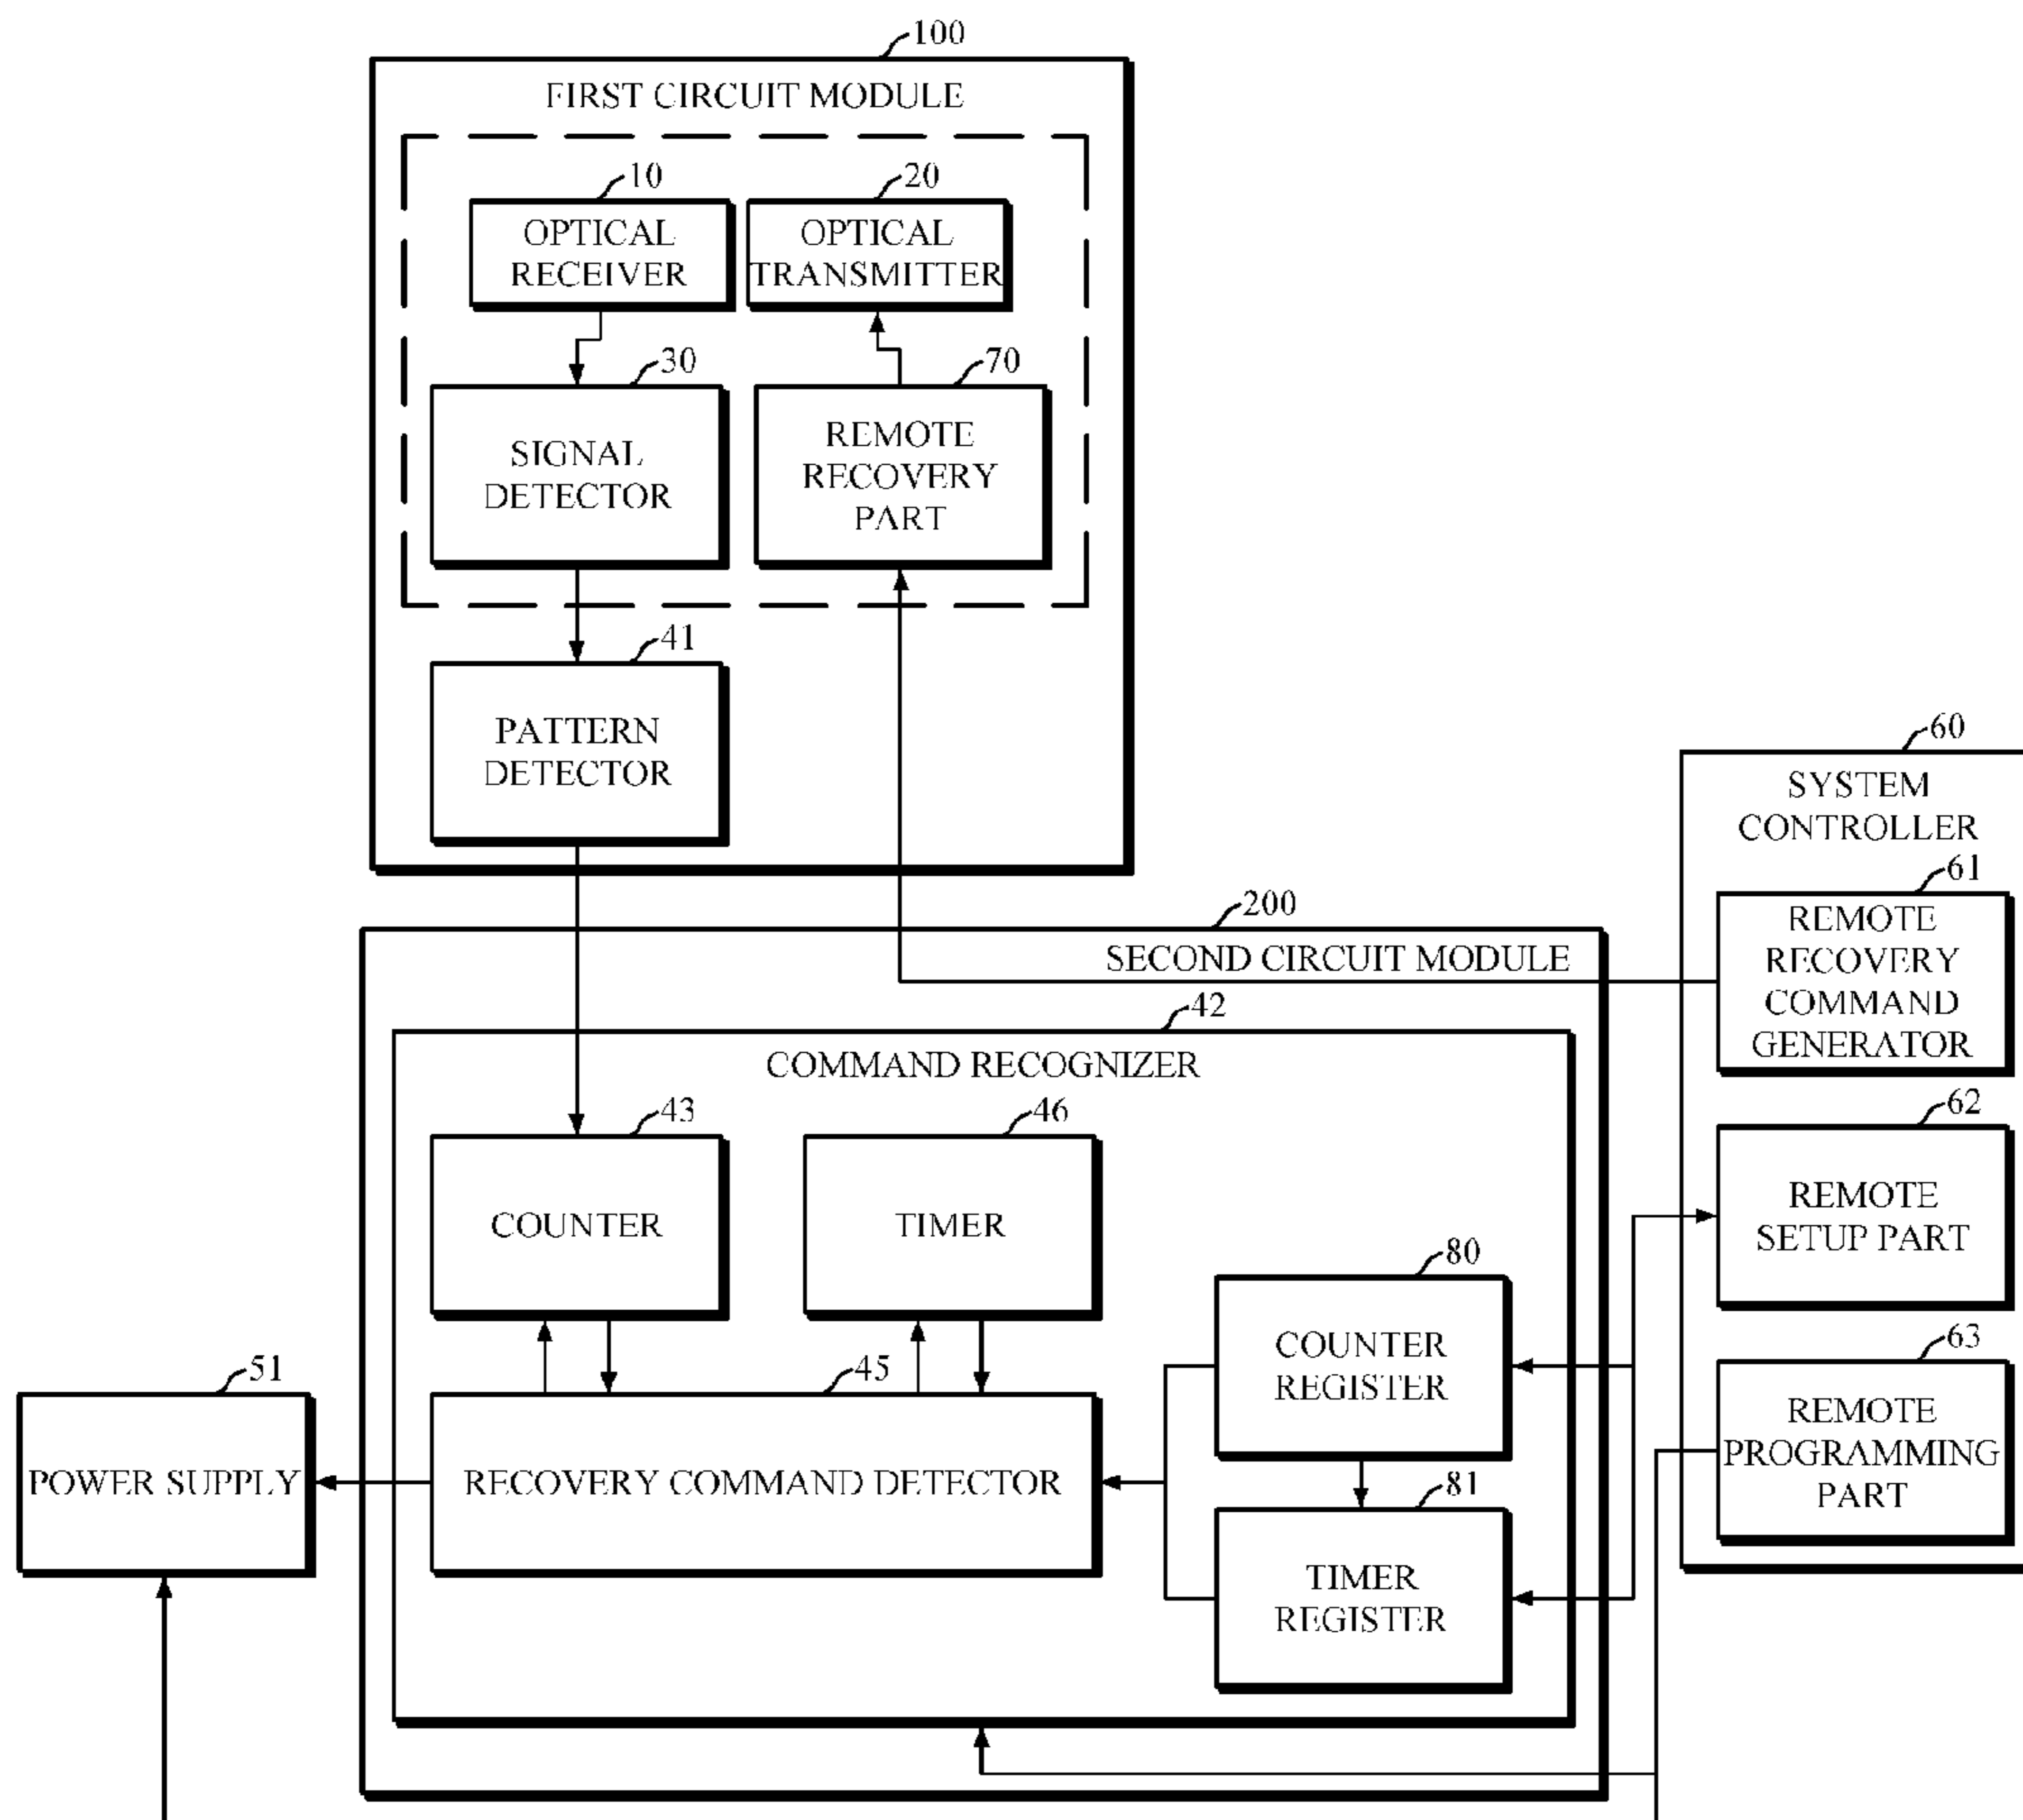 100
FIRST CIRCUIT MODULE
10
20
OPTICAL
RECEIVER
OPTICAL
TRANSMITTER
30
70
SIGNAL
DETECTOR
REMOTE
RECOVERY
PART
41
PATTERN
DETECTOR
60
SYSTEM
CONTROLLER
61
REMOTE
RECOVERY
COMMAND
GENERATOR
200
SECOND CIRCUIT MODULE
42
COMMAND RECOGNIZER
43
46
62
COUNTER
TIMER
REMOTE
SETUP PART
80
COUNTER
REGISTER
63
REMOTE
PROGRAMMING
PART
51
45
POWER SUPPLY
RECOVERY COMMAND DETECTOR
81
TIMER
REGISTER